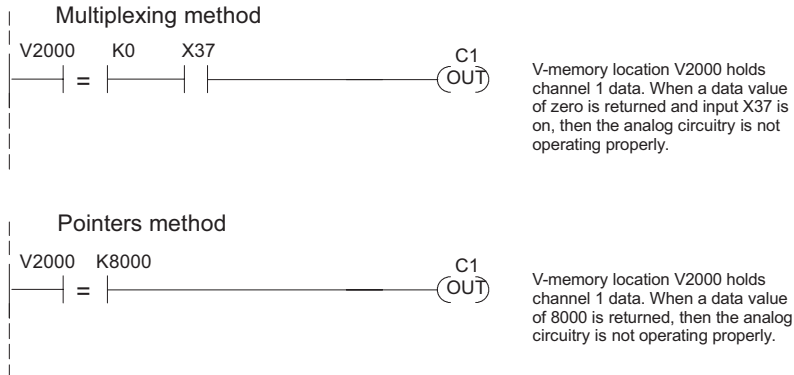 Multiplexing method
V2000 K0 X37 C1
=
OUT
V-memory location V2000 holds
channel 1 data. When a data value
of zero is returned and input X37 is
on, then the analog circuitry is not
operating properly.
Pointers method
V2000 K8000 C1
=
OUT
V-memory location V2000 holds
channel 1 data. When a data value
of 8000 is returned, then the analog
circuitry is not operating properly.